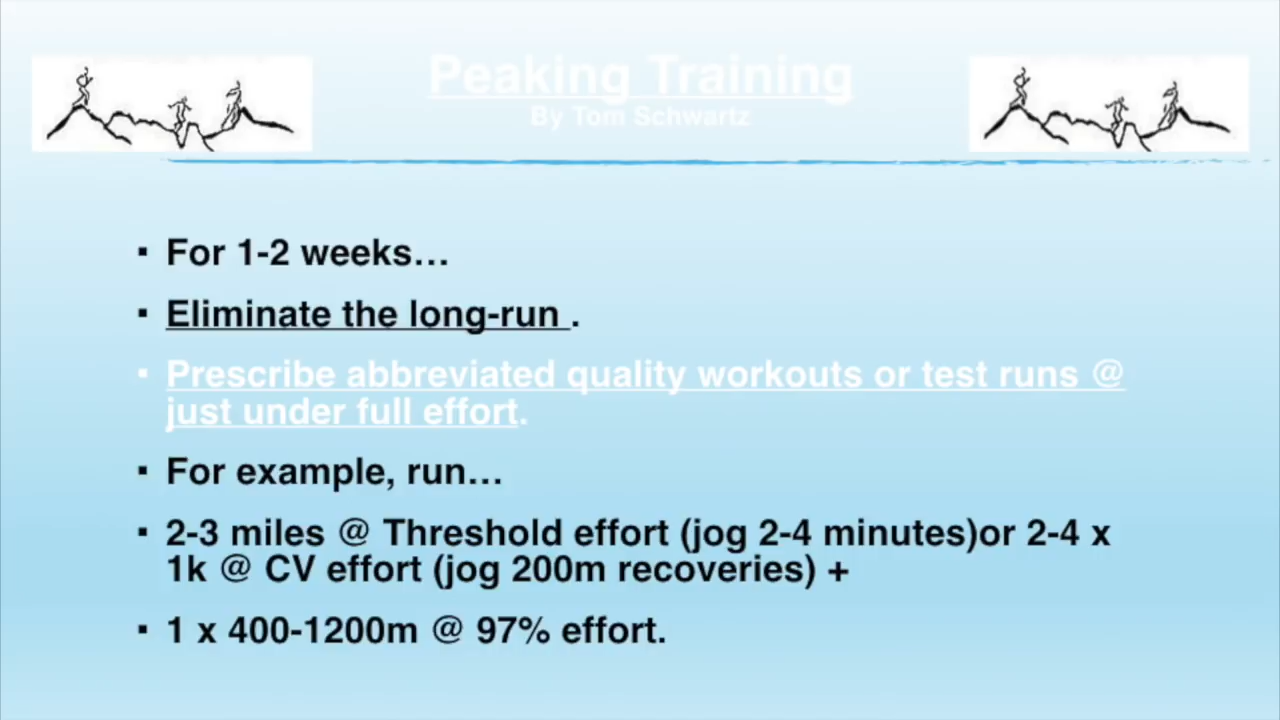 Peaking Training
By Tom Schwartz
▪ For 1-2 weeks…
▪ Eliminate the long-run .
▪ Prescribe abbreviated quality workouts or test runs @
just under full effort.
▪ For example, run…
▪ 2-3 miles @ Threshold effort (jog 2-4 minutes)or 2-4 x
1k @ CV effort (jog 200m recoveries) +
▪ 1 x 400-1200m @ 97% effort.